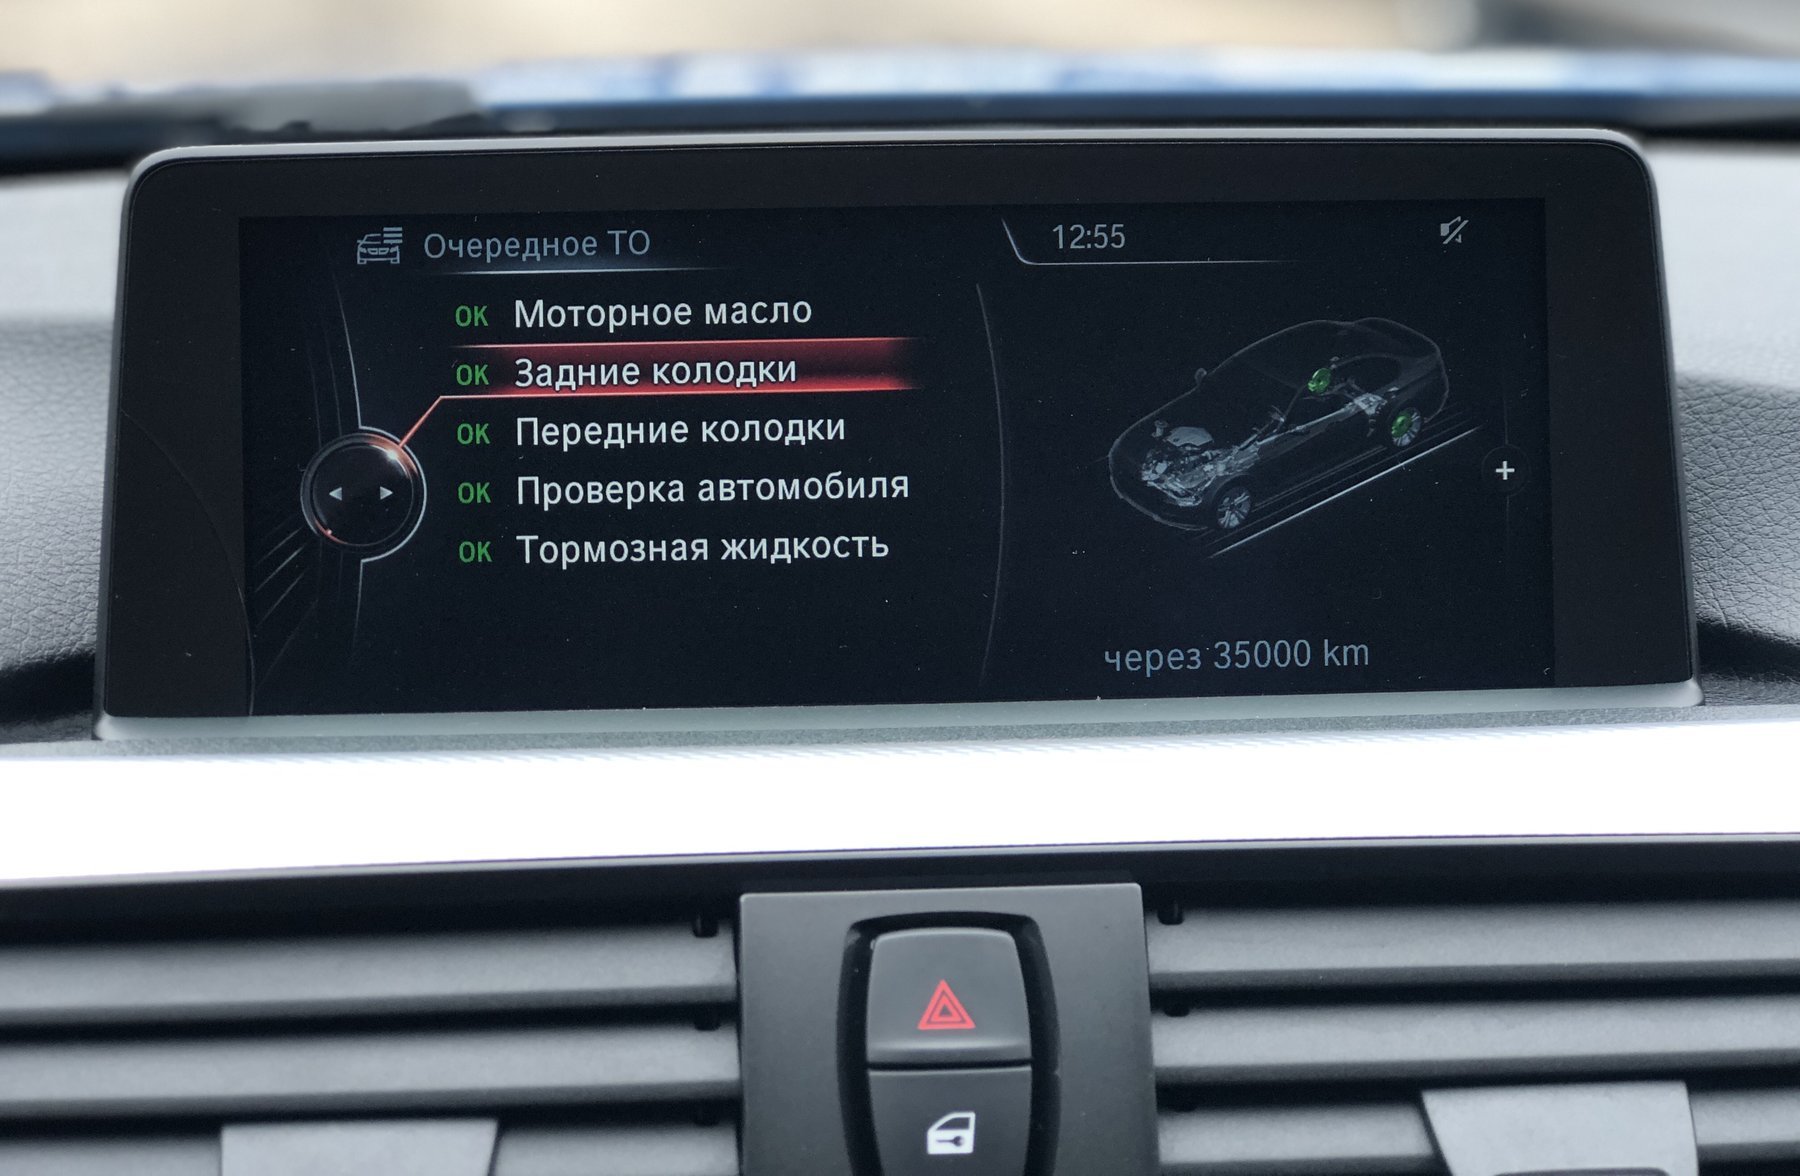 Очередное ТО
12:55
OK Моторное масло
OK Задние колодки
OK Передние колодки
OK Проверка автомобиля
OK Тормозная жидкость
+
через 35000 km